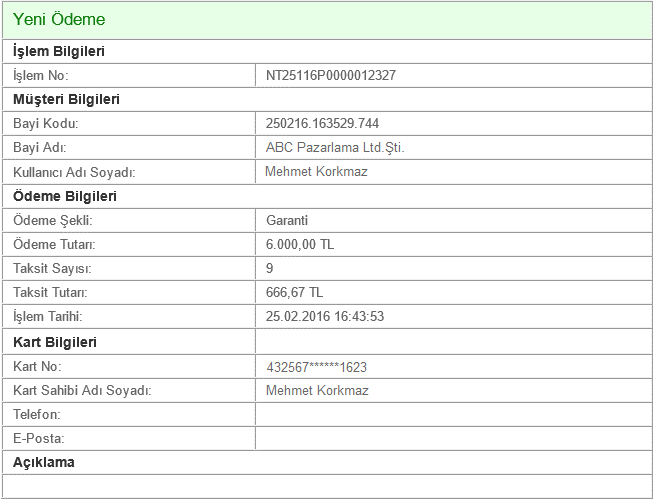 Yeni Ödeme
İşlem Bilgileri
İşlem No: NT25116P0000012327
Müşteri Bilgileri
Bayi Kodu: 250216.163529.744
Bayi Adı: ABC Pazarlama Ltd.Şti.
Kullanıcı Adı Soyadı: Mehmet Korkmaz
Ödeme Bilgileri
Ödeme Şekli: Garanti
Ödeme Tutarı: 6.000,00 TL
Taksit Sayısı: 9
Taksit Tutarı: 666,67 TL
İşlem Tarihi: 25.02.2016 16:43:53
Kart Bilgileri
Kart No: 432567******1623
Kart Sahibi Adı Soyadı: Mehmet Korkmaz
Telefon:
E-Posta:
Açıklama